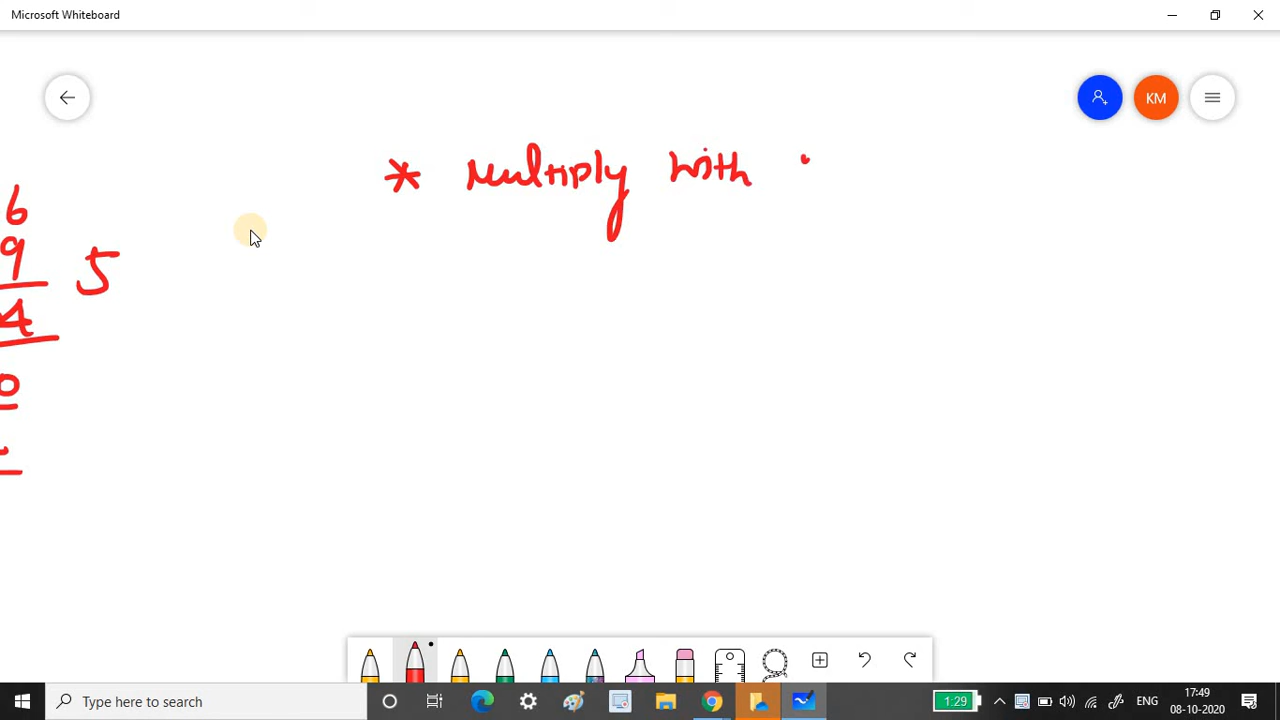 Microsoft Whiteboard
KM
* Multiply with
6
9
5
4
0
Type here to search
1:29
ENG
17:49
08-10-2020